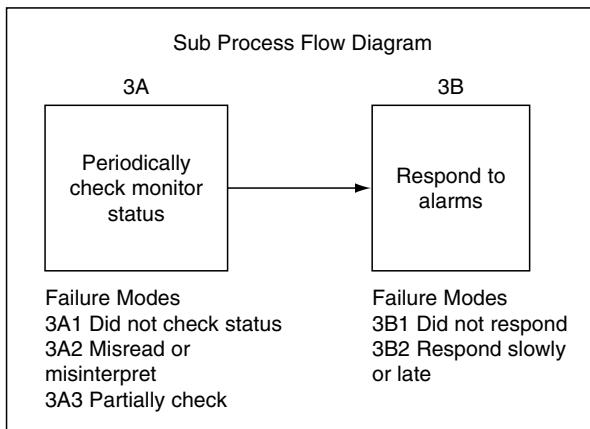 Sub Process Flow Diagram
3A
Periodically
check monitor
status
Failure Modes
3A1 Did not check status
3A2 Misread or
misinterpret
3A3 Partially check
3B
Respond to
alarms
Failure Modes
3B1 Did not respond
3B2 Respond slowly
or late